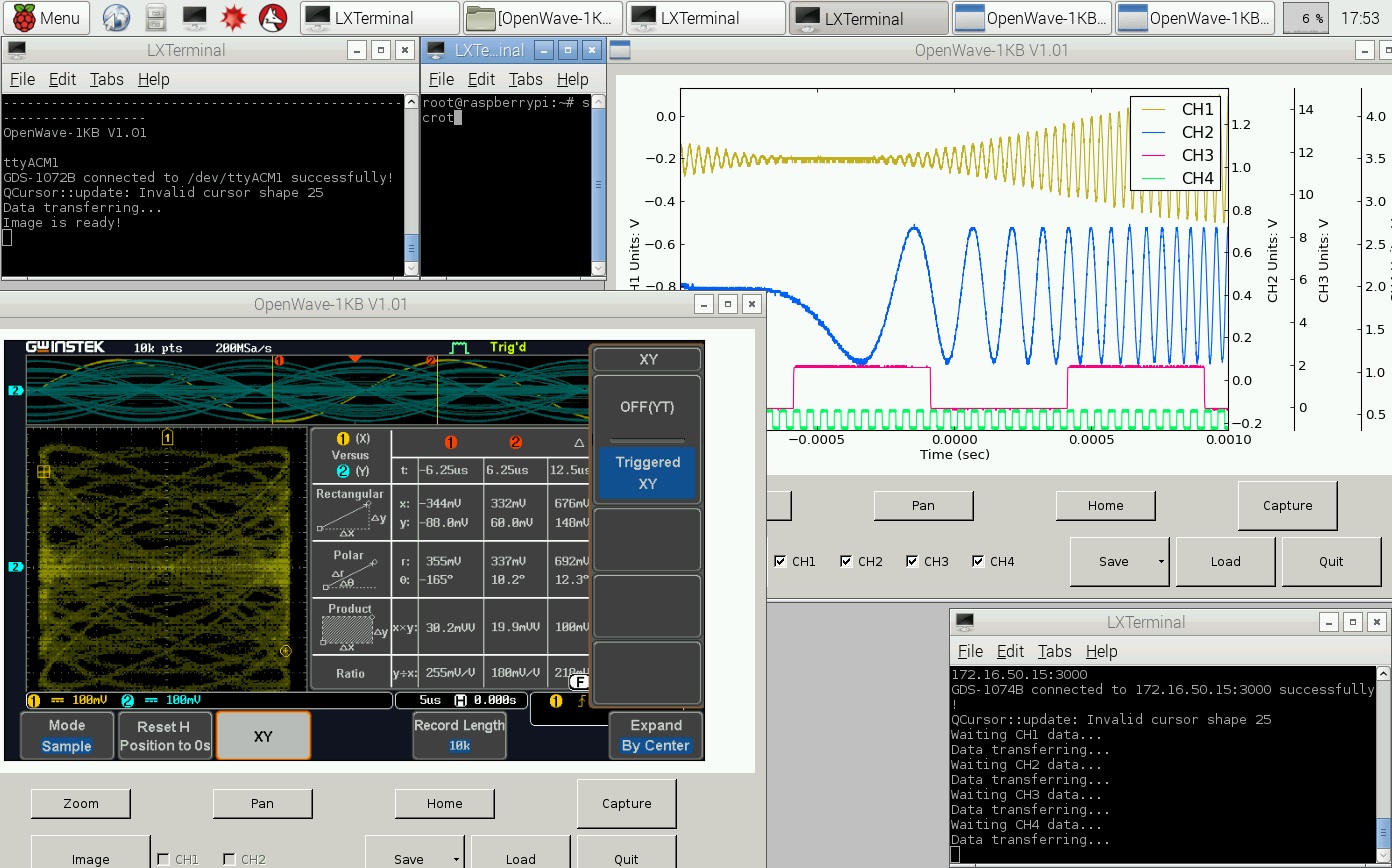 Menu
LXTerminal
[OpenWave-1K...
LXTerminal
LXTerminal
OpenWave-1KB...
OpenWave-1KB...
6 %
17:53
LXTerminal
File Edit Tabs Help
OpenWave-1KB V1.01
ttyACM1
GDS-1072B connected to /dev/ttyACM1 successfully!
QCursor::update: Invalid cursor shape 25
Data transferring...
Image is ready!
LXTe...inal
File Edit Tabs Help
root@raspberrypi:~# s
crot
OpenWave-1KB V1.01
0.0
−0.2
−0.4
−0.6
−0.8
H1 Units: V
CH1
CH2
CH3
CH4
1.2
1.0
0.8
0.6
0.4
0.2
0.0
−0.2
CH2 Units: V
14
12
10
8
6
4
2
0
CH3 Units: V
4.0
3.5
3.0
2.5
2.0
1.5
1.0
0.5
−0.0005 0.0000 0.0005 0.0010
Time (sec)
Pan Home Capture
CH1 CH2 CH3 CH4 Save Load Quit
OpenWave-1KB V1.01
GWINSTEK 10k pts 200MSa/s Trig'd
1 2
2
XY
OFF(YT)
Triggered
XY
1
2
1 (X)
Versus
2 (Y)
1 2 △
t: -6.25us 6.25us 12.5us
Rectangular
△y
△x
x: -344mV 332mV 676mV
y: -88.0mV 60.0mV 148mV
Polar
△r
△θ
r: 355mV 337mV 692mV
θ: -165° 10.2° 12.3°
Product
△y
△x
x×y: 30.2mVV 19.9mVV 100mV
Ratio
y÷x: 255mV/V 180mV/V
F
1 100mV 2 100mV 5us H 0.000s 1
Mode
Sample
Reset H
Position to 0s
XY
Record Length
10k
Expand
By Center
Zoom Pan Home Capture
Image CH1 CH2 Save Load Quit
LXTerminal
File Edit Tabs Help
172.16.50.15:3000
GDS-1074B connected to 172.16.50.15:3000 successfully
!
QCursor::update: Invalid cursor shape 25
Waiting CH1 data...
Data transferring...
Waiting CH2 data...
Data transferring...
Waiting CH3 data...
Data transferring...
Waiting CH4 data...
Data transferring...